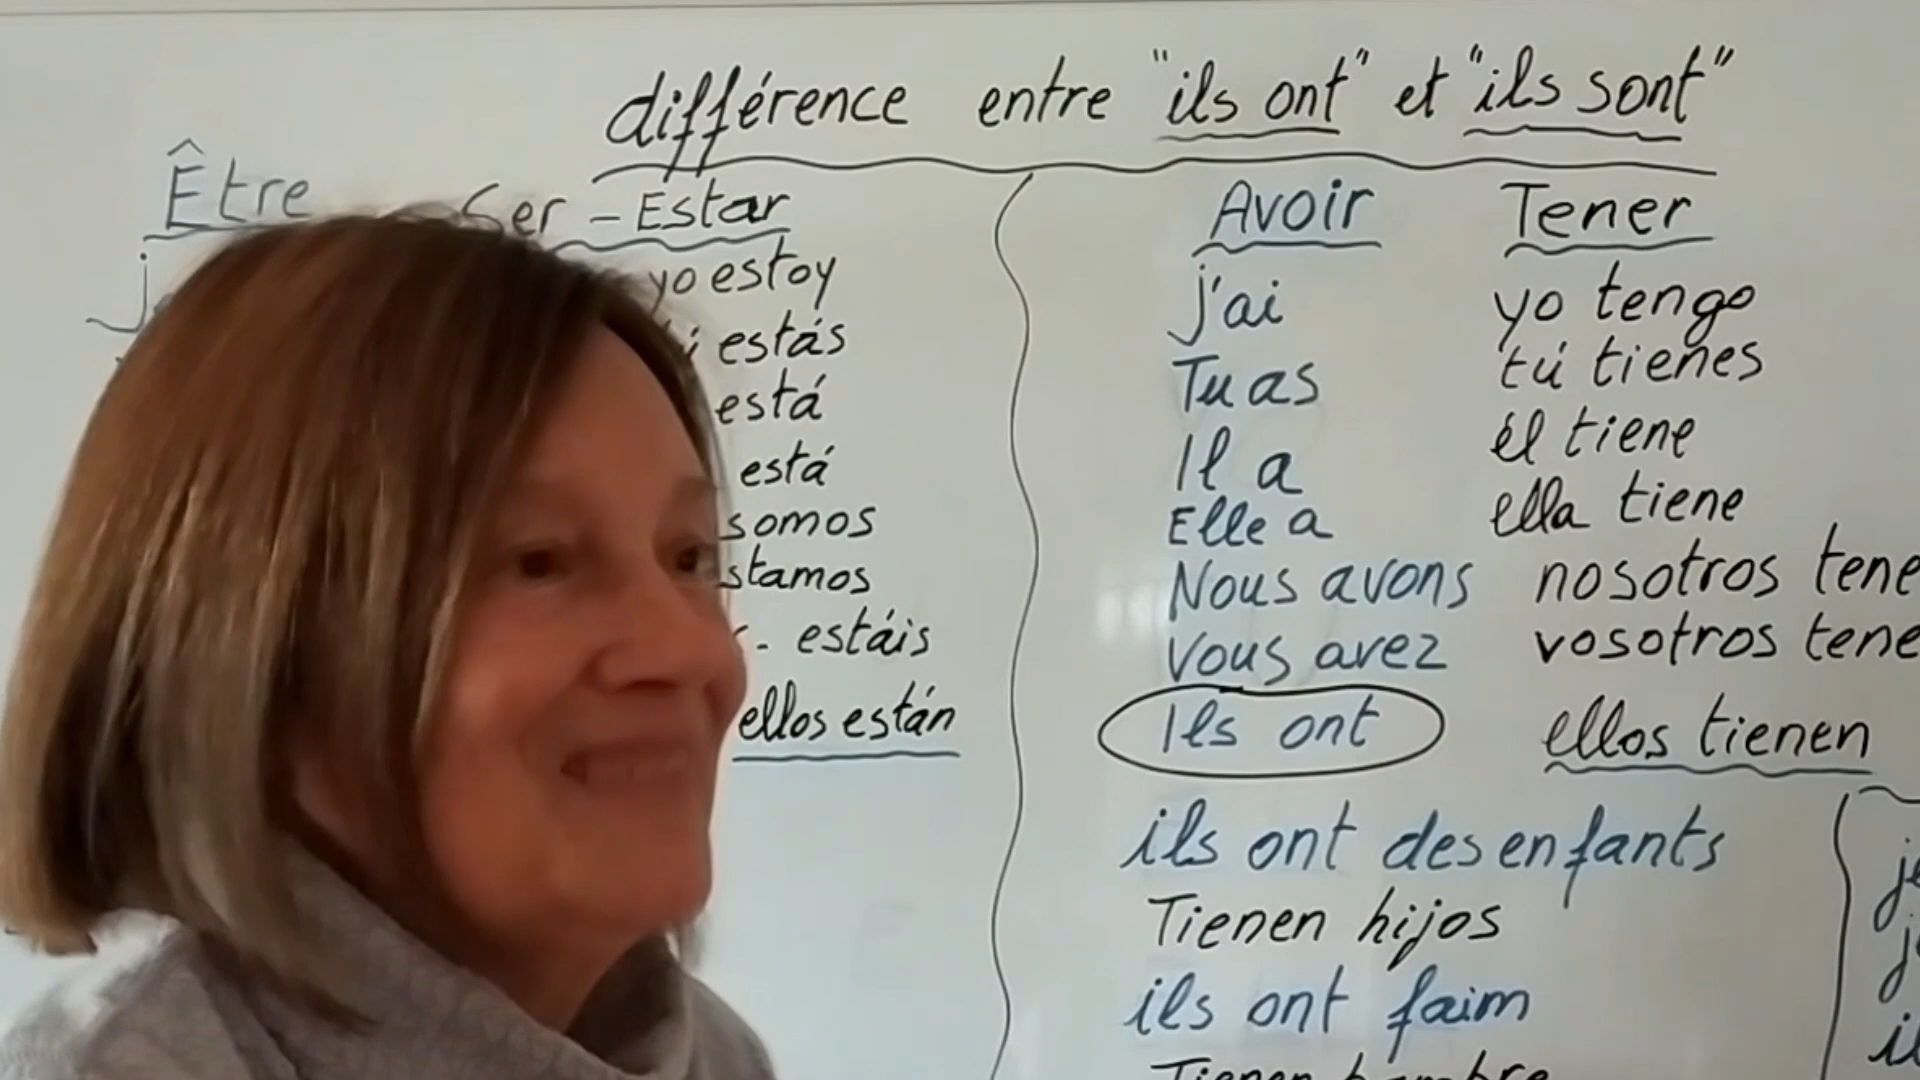 différence entre "ils ont" et "ils sont"
Être Ser - Estar
yo estoy
estás
está
está
somos
estáis
ellos están
Avoir Tener
j'ai yo tengo
Tu as tú tienes
Il a él tiene
Elle a ella tiene
Nous avons nosotros
Vous avez vosotros
Ils ont ellos tienen
ils ont des enfants
Tienen hijos
ils ont faim